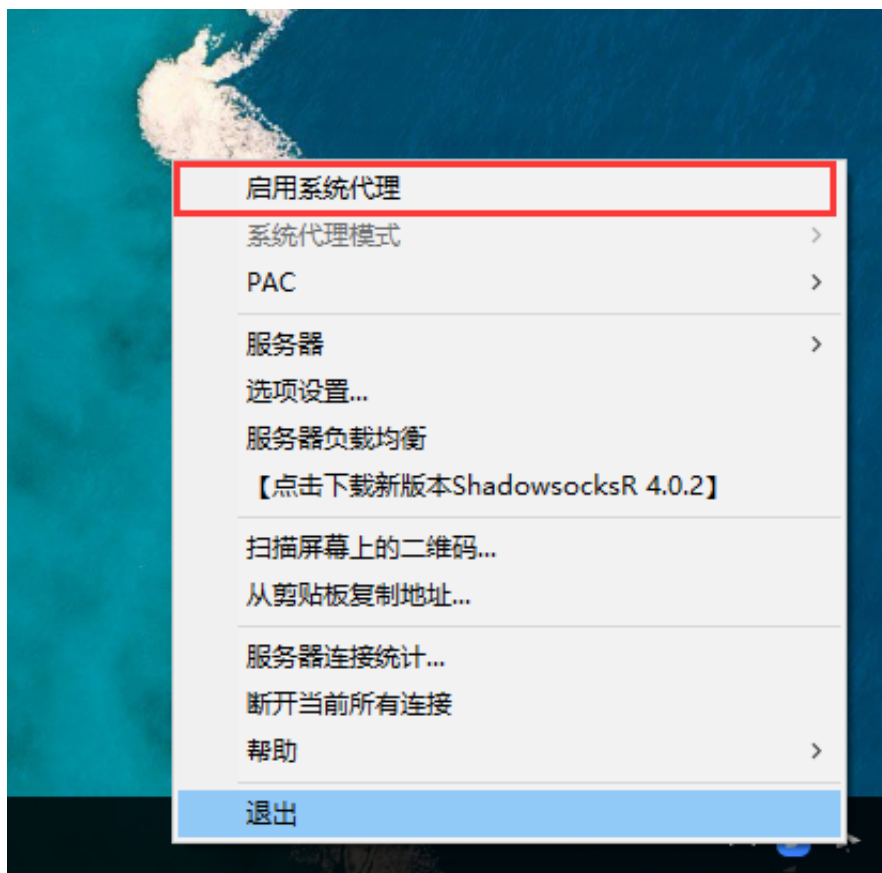 启用系统代理
系统代理模式
PAC
服务器
选项设置...
服务器负载均衡
【点击下载新版本ShadowsocksR 4.0.2】
扫描屏幕上的二维码...
从剪贴板复制地址...
服务器连接统计...
断开当前所有连接
帮助
退出